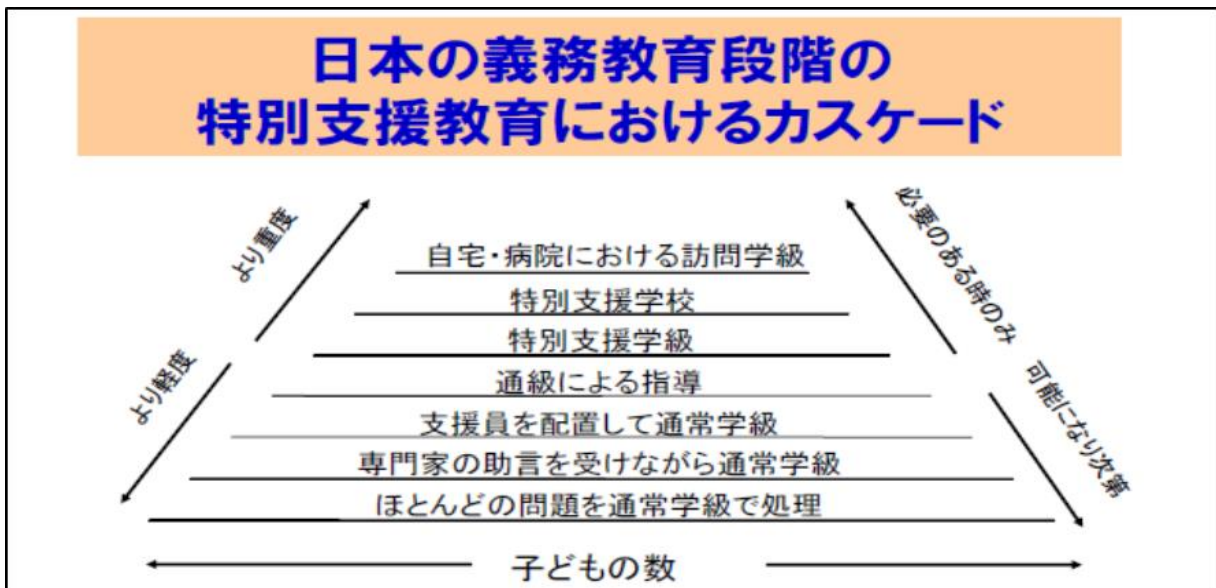 日本の義務教育段階の
特別支援教育におけるカスケード
より重度
より軽度
必要のある時のみ
可能になり次第
自宅・病院における訪問学級
特別支援学校
特別支援学級
通級による指導
支援員を配置して通常学級
専門家の助言を受けながら通常学級
ほとんどの問題を通常学級で処理
子どもの数